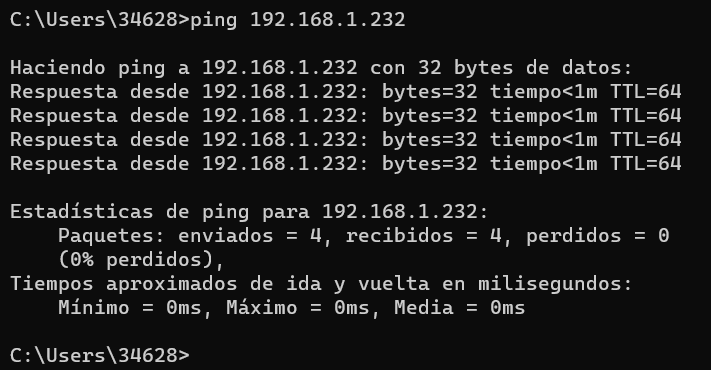 C:\Users\34628>ping 192.168.1.232
Haciendo ping a 192.168.1.232 con 32 bytes de datos:
Respuesta desde 192.168.1.232: bytes=32 tiempo<1m TTL=64
Respuesta desde 192.168.1.232: bytes=32 tiempo<1m TTL=64
Respuesta desde 192.168.1.232: bytes=32 tiempo<1m TTL=64
Respuesta desde 192.168.1.232: bytes=32 tiempo<1m TTL=64
Estadísticas de ping para 192.168.1.232:
    Paquetes: enviados = 4, recibidos = 4, perdidos = 0
    (0% perdidos),
Tiempos aproximados de ida y vuelta en milisegundos:
    Mínimo = 0ms, Máximo = 0ms, Media = 0ms
C:\Users\34628>